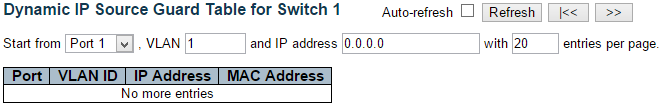 Dynamic IP Source Guard Table for Switch 1 Auto-refresh Refresh |<< >>
Start from Port 1 , VLAN 1 and IP address 0.0.0.0 with 20 entries per page.
Port VLAN ID IP Address MAC Address
No more entries